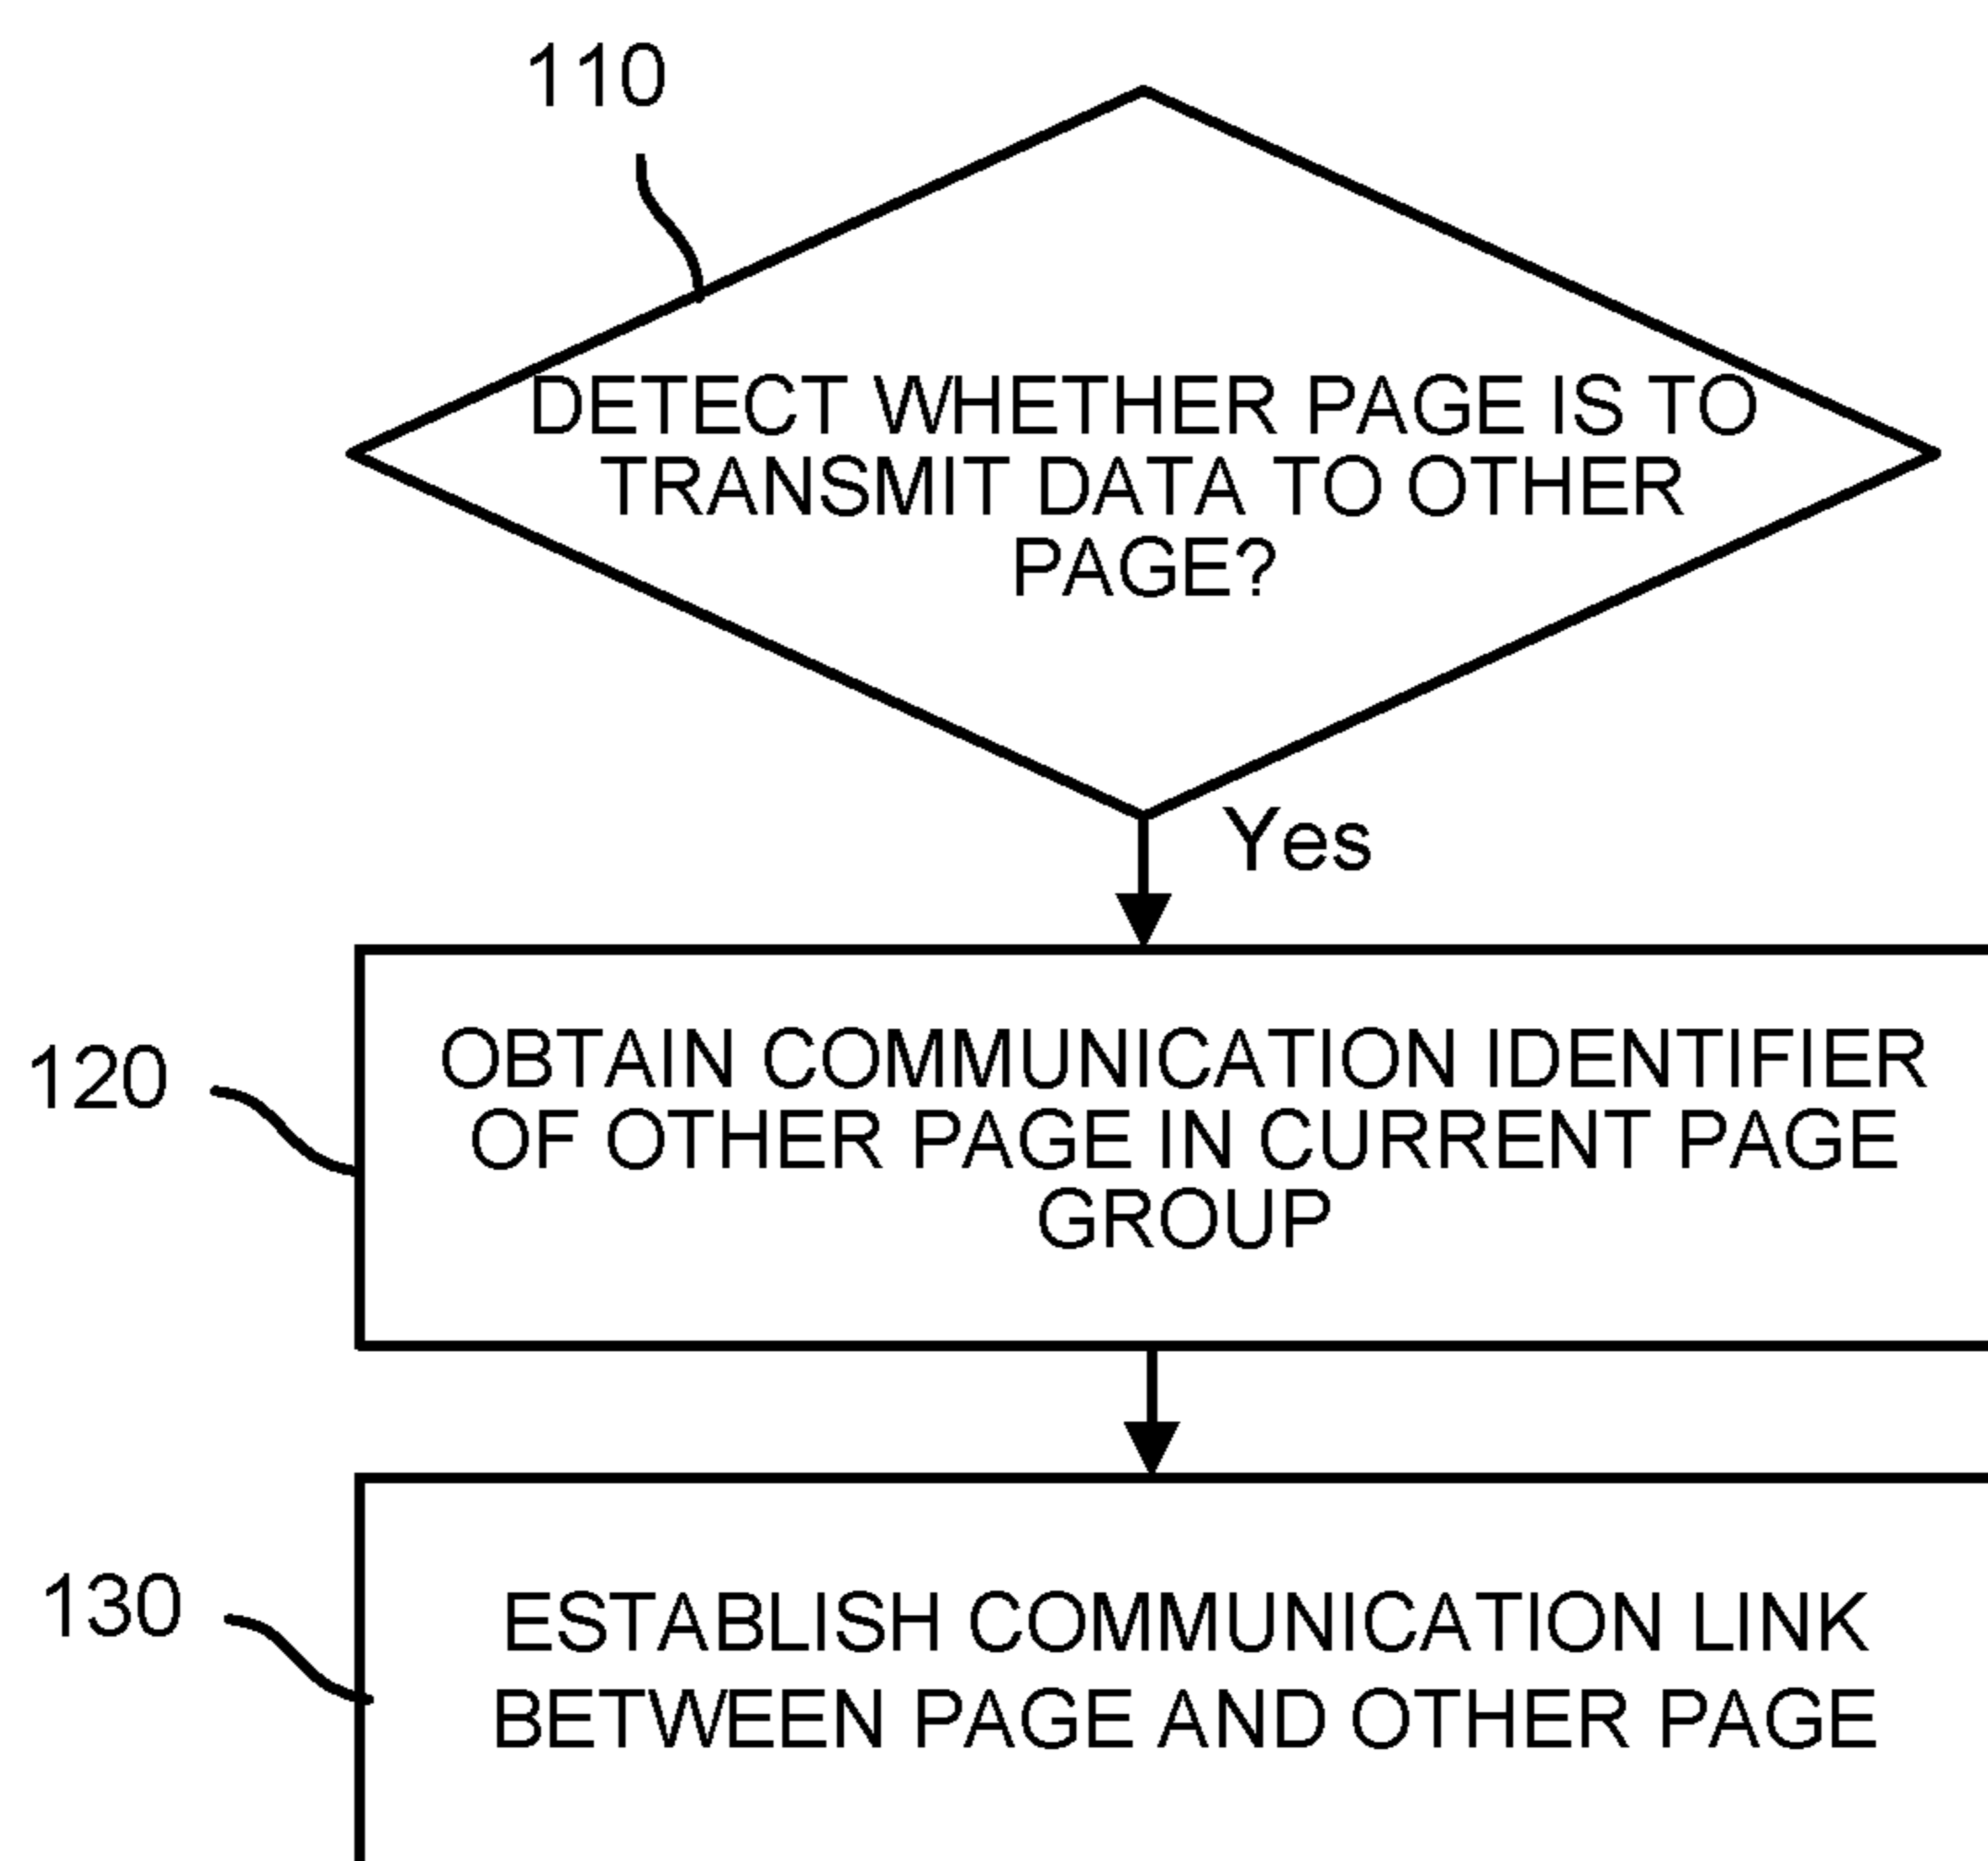 110
DETECT WHETHER PAGE IS TO
TRANSMIT DATA TO OTHER
PAGE?
Yes
120
OBTAIN COMMUNICATION IDENTIFIER
OF OTHER PAGE IN CURRENT PAGE
GROUP
130
ESTABLISH COMMUNICATION LINK
BETWEEN PAGE AND OTHER PAGE